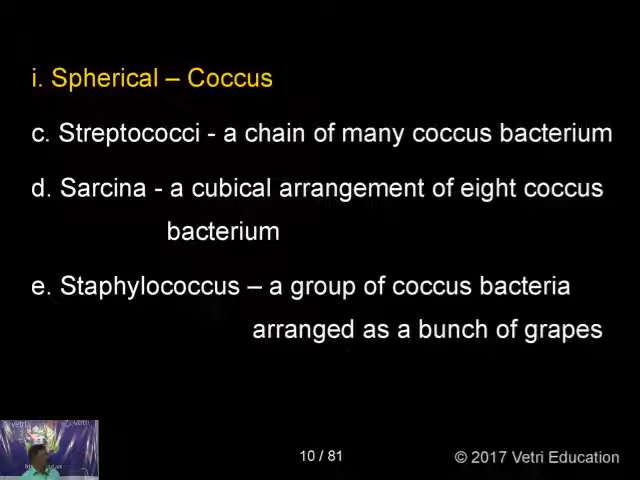 i. Spherical – Coccus
c. Streptococci - a chain of many coccus bacterium
d. Sarcina - a cubical arrangement of eight coccus
bacterium
e. Staphylococcus – a group of coccus bacteria
arranged as a bunch of grapes
Vetri
10 / 81
© 2017 Vetri Education